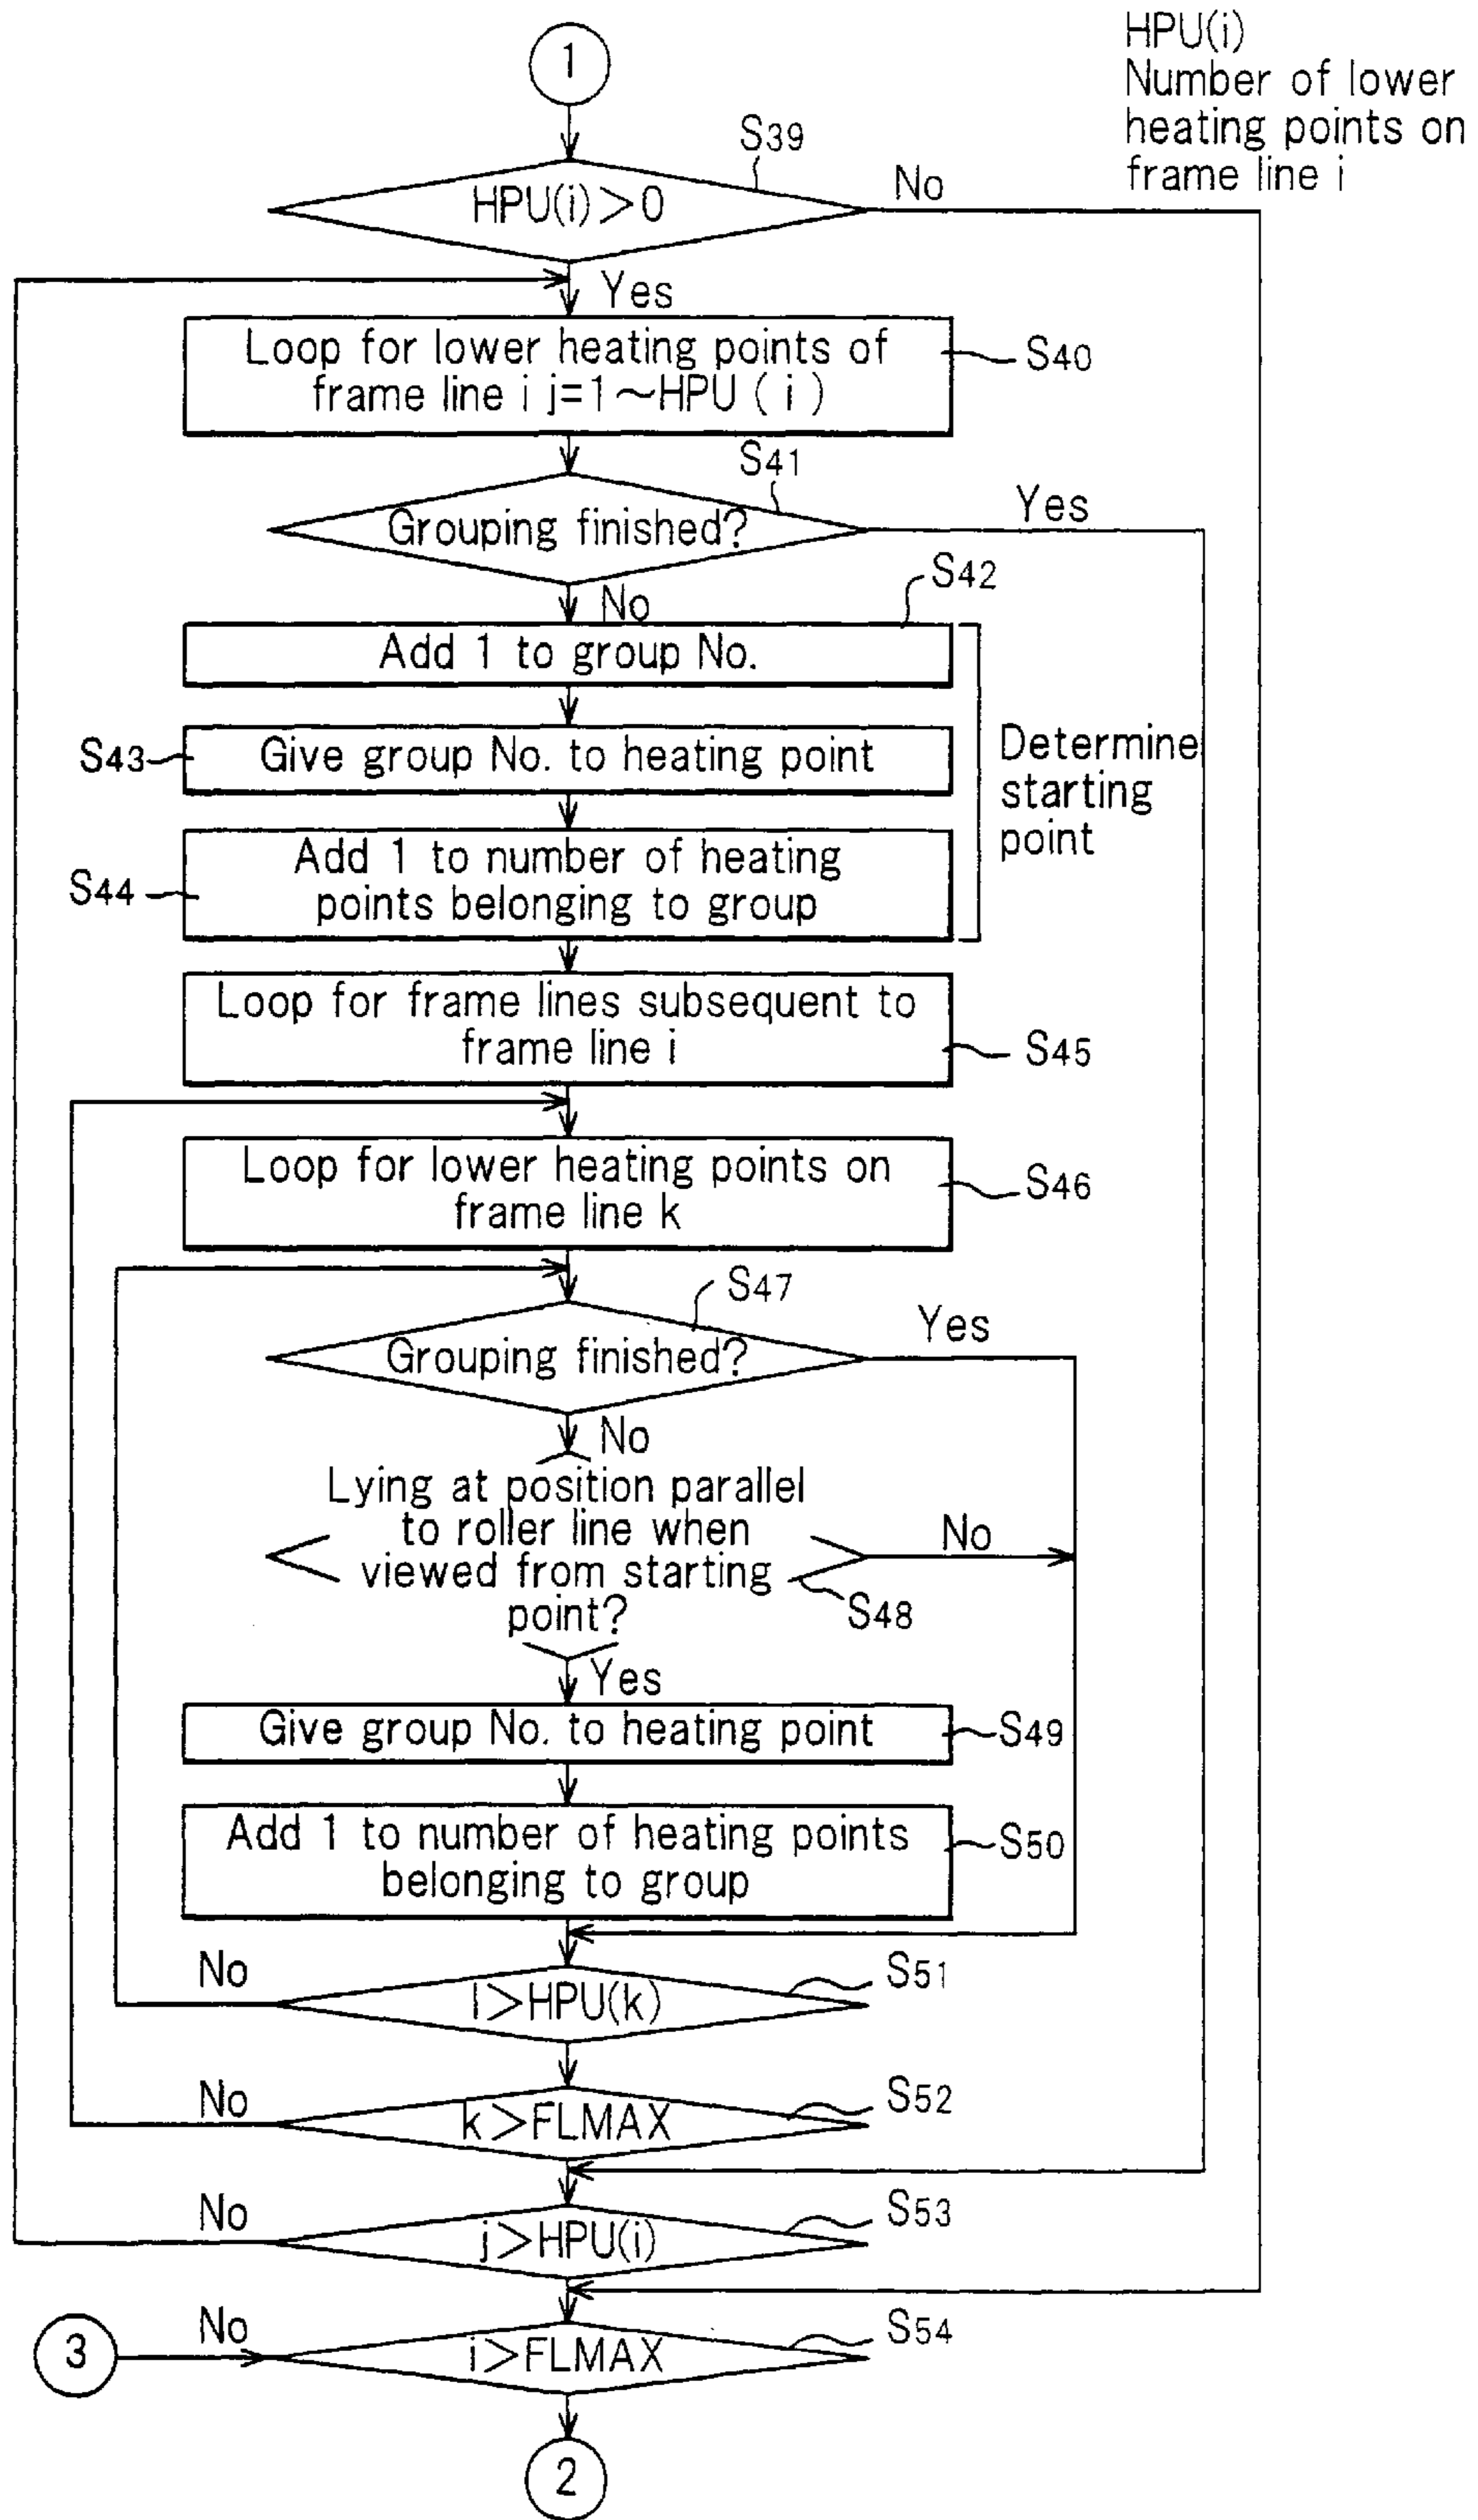 1
HPU(i)
Number of lower
heating points on
frame line i
S39
HPU(i)>0
No
Yes
Loop for lower heating points of
frame line i j=1~HPU ( i )
S40
S41
Grouping finished?
Yes
No
S42
Add 1 to group No.
S43
Give group No. to heating point
Determine
starting
point
S44
Add 1 to number of heating
points belonging to group
Loop for frame lines subsequent to
frame line i
S45
Loop for lower heating points on
frame line k
S46
S47
Grouping finished?
Yes
No
Lying at position parallel
to roller line when
viewed from starting
point?
No
S48
Yes
Give group No. to heating point
S49
Add 1 to number of heating points
belonging to group
S50
No
l>HPU(k)
S51
No
k>FLMAX
S52
No
j>HPU(i)
S53
3
No
i>FLMAX
S54
2